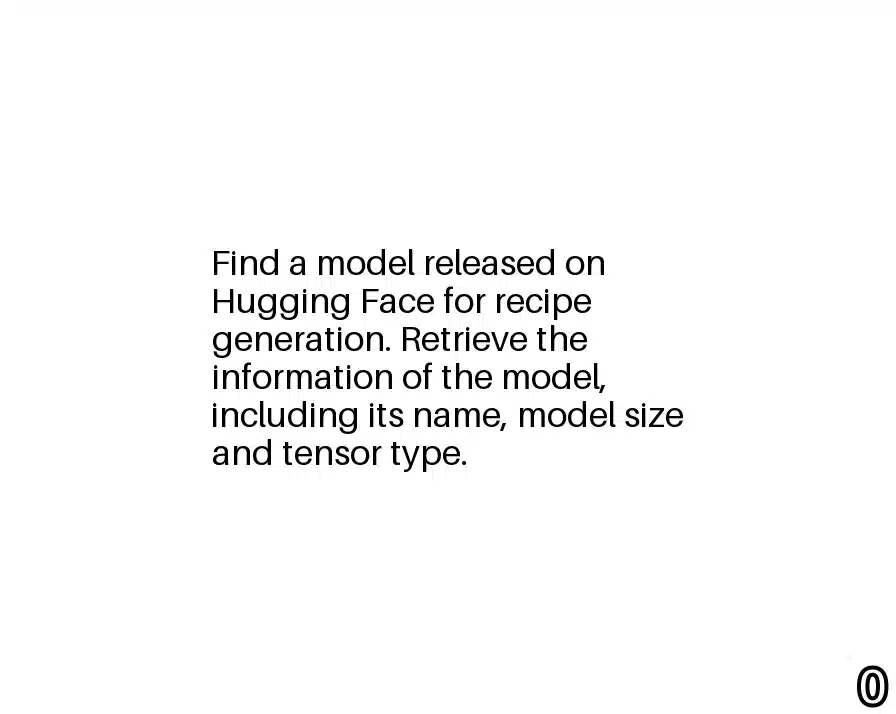 Find a model released on
Hugging Face for recipe
generation. Retrieve the
information of the model,
including its name, model size
and tensor type.
0